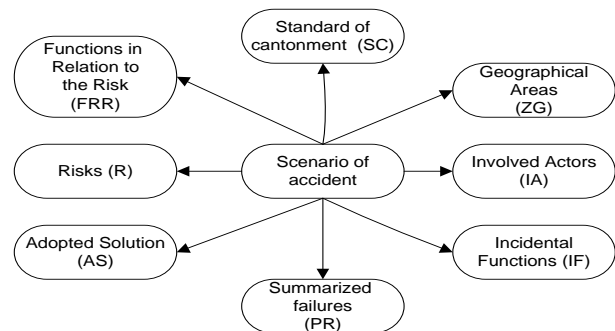 Standard of
cantonment (SC)
Functions in
Relation to
the Risk
(FRR)
Geographical
Areas
(ZG)
Risks (R)
Scenario of
accident
Involved Actors
(IA)
Adopted Solution
(AS)
Summarized
failures
(PR)
Incidental
Functions (IF)